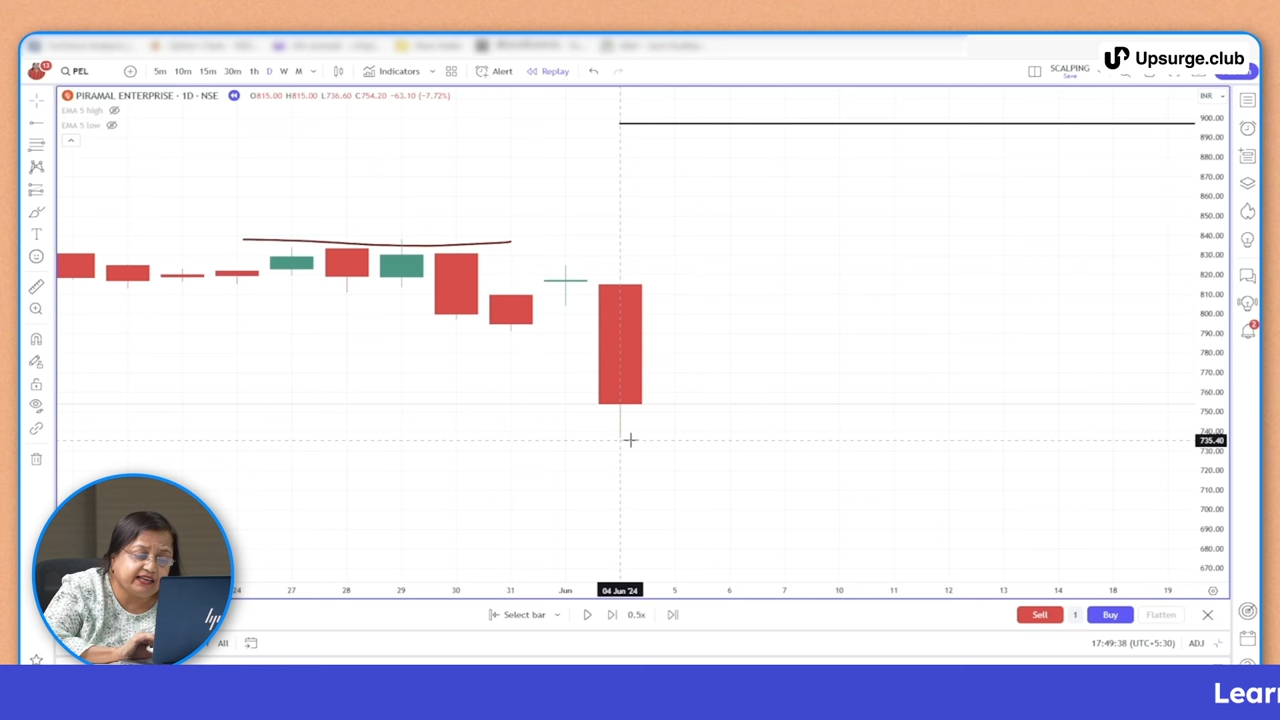 Upsurge.club
13
PEL
5m 10m 15m 30m 1h D W M
Indicators
Alert
Replay
SCALPING
Save
PIRAMAL ENTERPRISE · 1D · NSE O815.00 H815.00 L736.60 C754.20 -63.10 (-7.72%)
INR
EMA 5 high
EMA 5 low
900.00
890.00
880.00
870.00
860.00
850.00
840.00
830.00
820.00
810.00
800.00
790.00
780.00
770.00
760.00
750.00
740.00
735.40
730.00
720.00
710.00
700.00
690.00
680.00
670.00
2
24 27 28 29 30 31 Jun 04 Jun '24 5 6 7 10 11 12 13 14 18 19
Select bar 0.5x Sell 1 Buy Flatten
All 17:49:38 (UTC+5:30) ADJ
hp
Learn